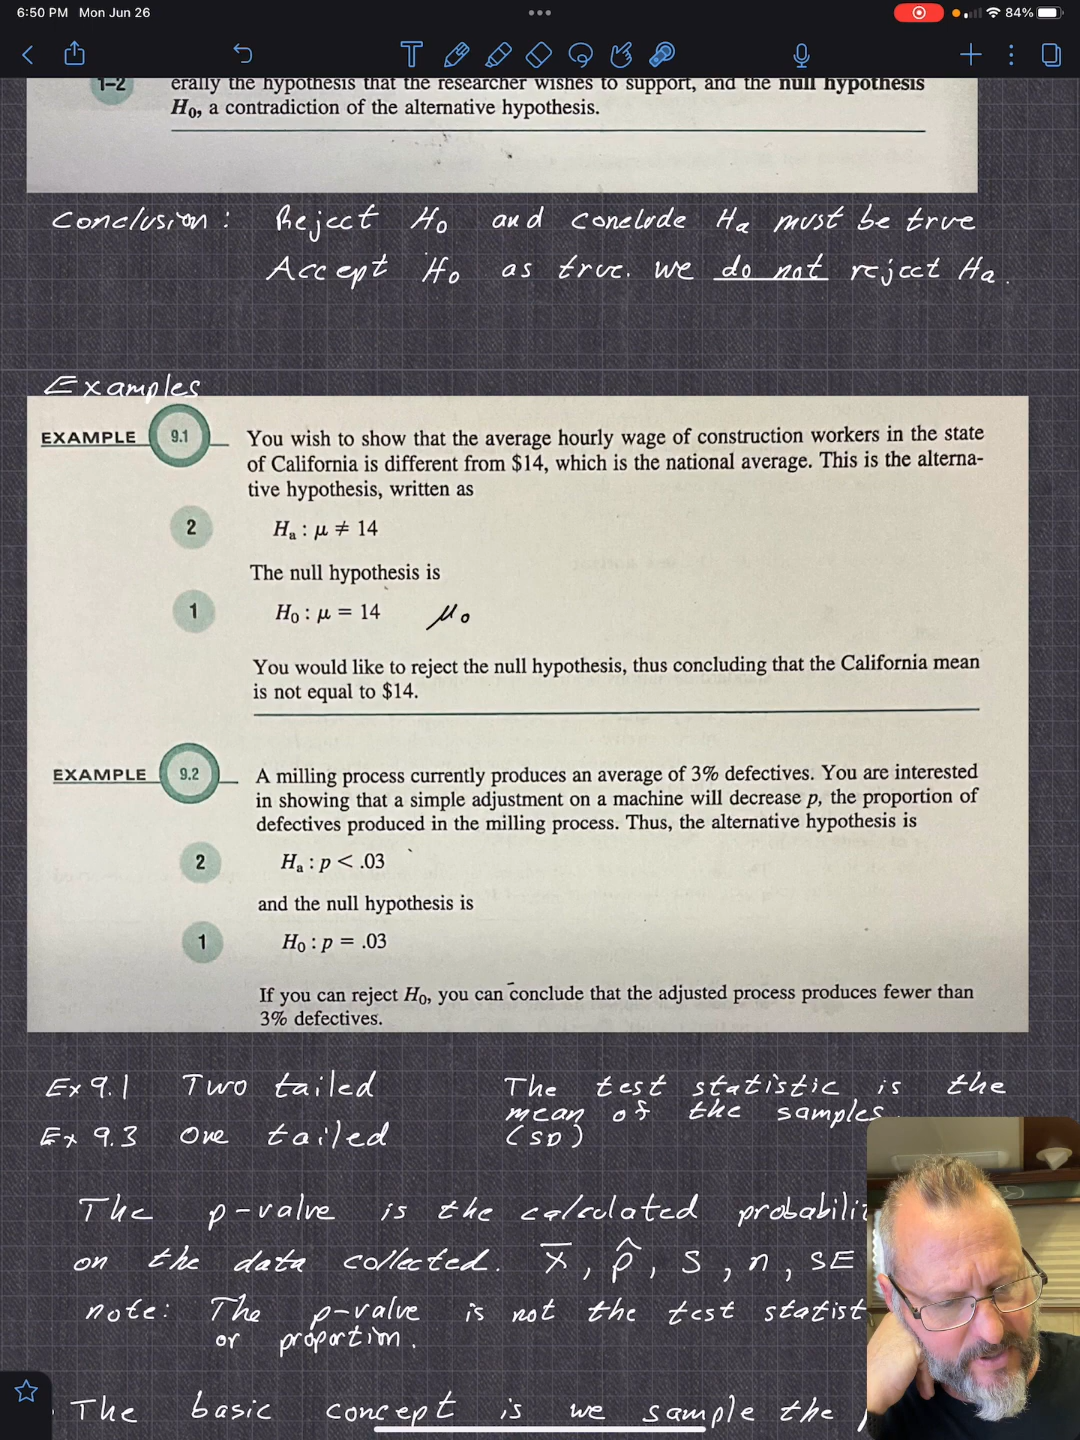 6:50 PM Mon Jun 26
84%
1-2
erally the hypothesis that the researcher wishes to support, and the null hypothesis
H₀, a contradiction of the alternative hypothesis.
Conclusion: Reject H₀ and conclude Ha must be true
Accept H₀ as true. we do not reject Ha.
Examples
EXAMPLE 9.1 You wish to show that the average hourly wage of construction workers in the state
of California is different from $14, which is the national average. This is the alterna-
tive hypothesis, written as
2 Hₐ : μ ≠ 14
The null hypothesis is
1 H₀ : μ = 14 μ₀
You would like to reject the null hypothesis, thus concluding that the California mean
is not equal to $14.
EXAMPLE 9.2 A milling process currently produces an average of 3% defectives. You are interested
in showing that a simple adjustment on a machine will decrease p, the proportion of
defectives produced in the milling process. Thus, the alternative hypothesis is
2 Hₐ : p < .03
and the null hypothesis is
1 H₀ : p = .03
If you can reject H₀, you can conclude that the adjusted process produces fewer than
3% defectives.
Ex 9.1 Two tailed
Ex 9.3 One tailed
The test statistic is the
mean of the samples.
(SD)
The p-value is the calculated probabili
on the data collected. x̅, p̂, S, n, SE
note: The p-value is not the test statist
or proportion.
The basic concept is we sample the